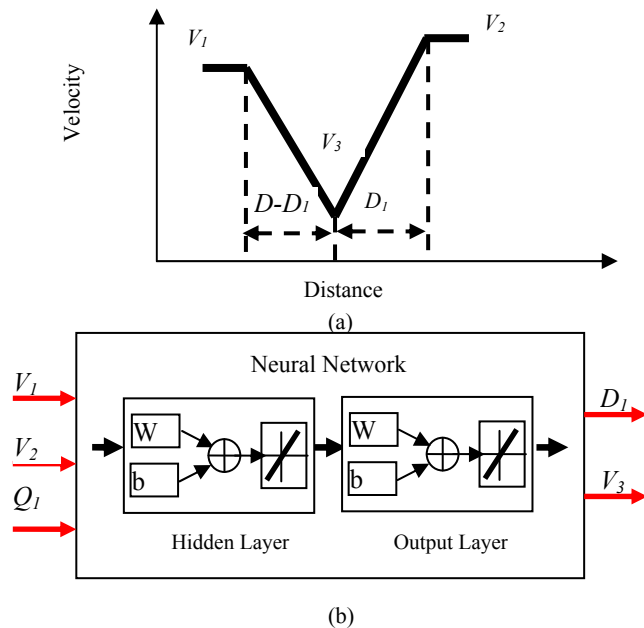 V1
V2
Velocity
V3
D-D1
D1
Distance
(a)
Neural Network
V1
V2
Q1
W
b
W
b
D1
V3
Hidden Layer
Output Layer
(b)